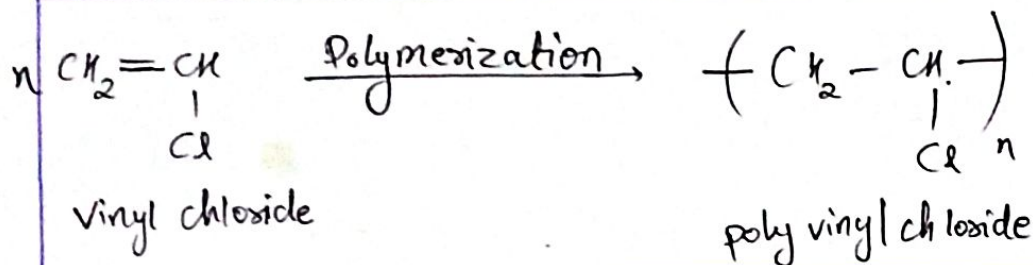 n CH₂=CH Polymerization (CH₂-CH)
Cl Cl n
vinyl chloride poly vinyl chloride